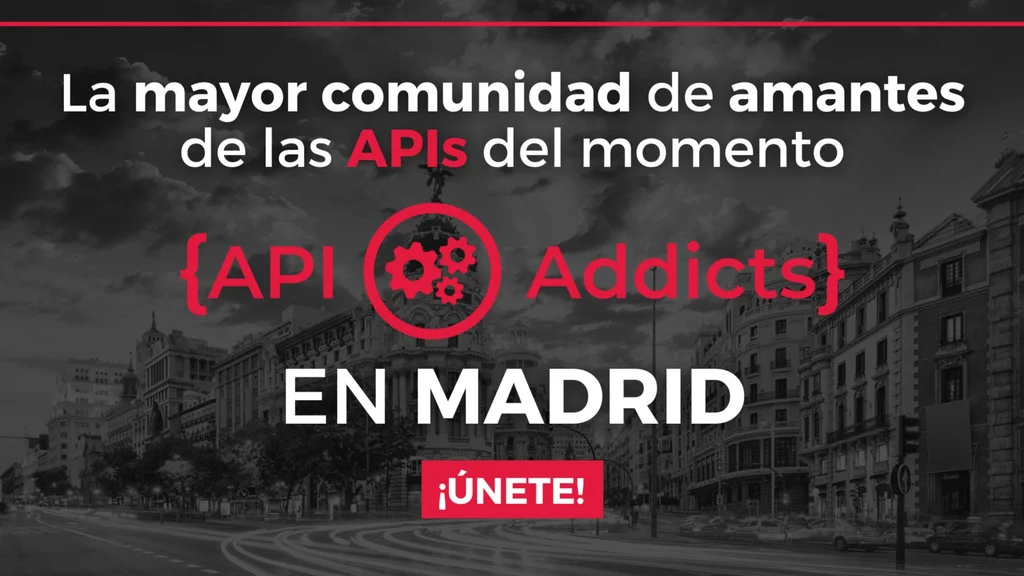 La mayor comunidad de amantes
de las APIs del momento
{API Addicts}
EN MADRID
¡ÚNETE!